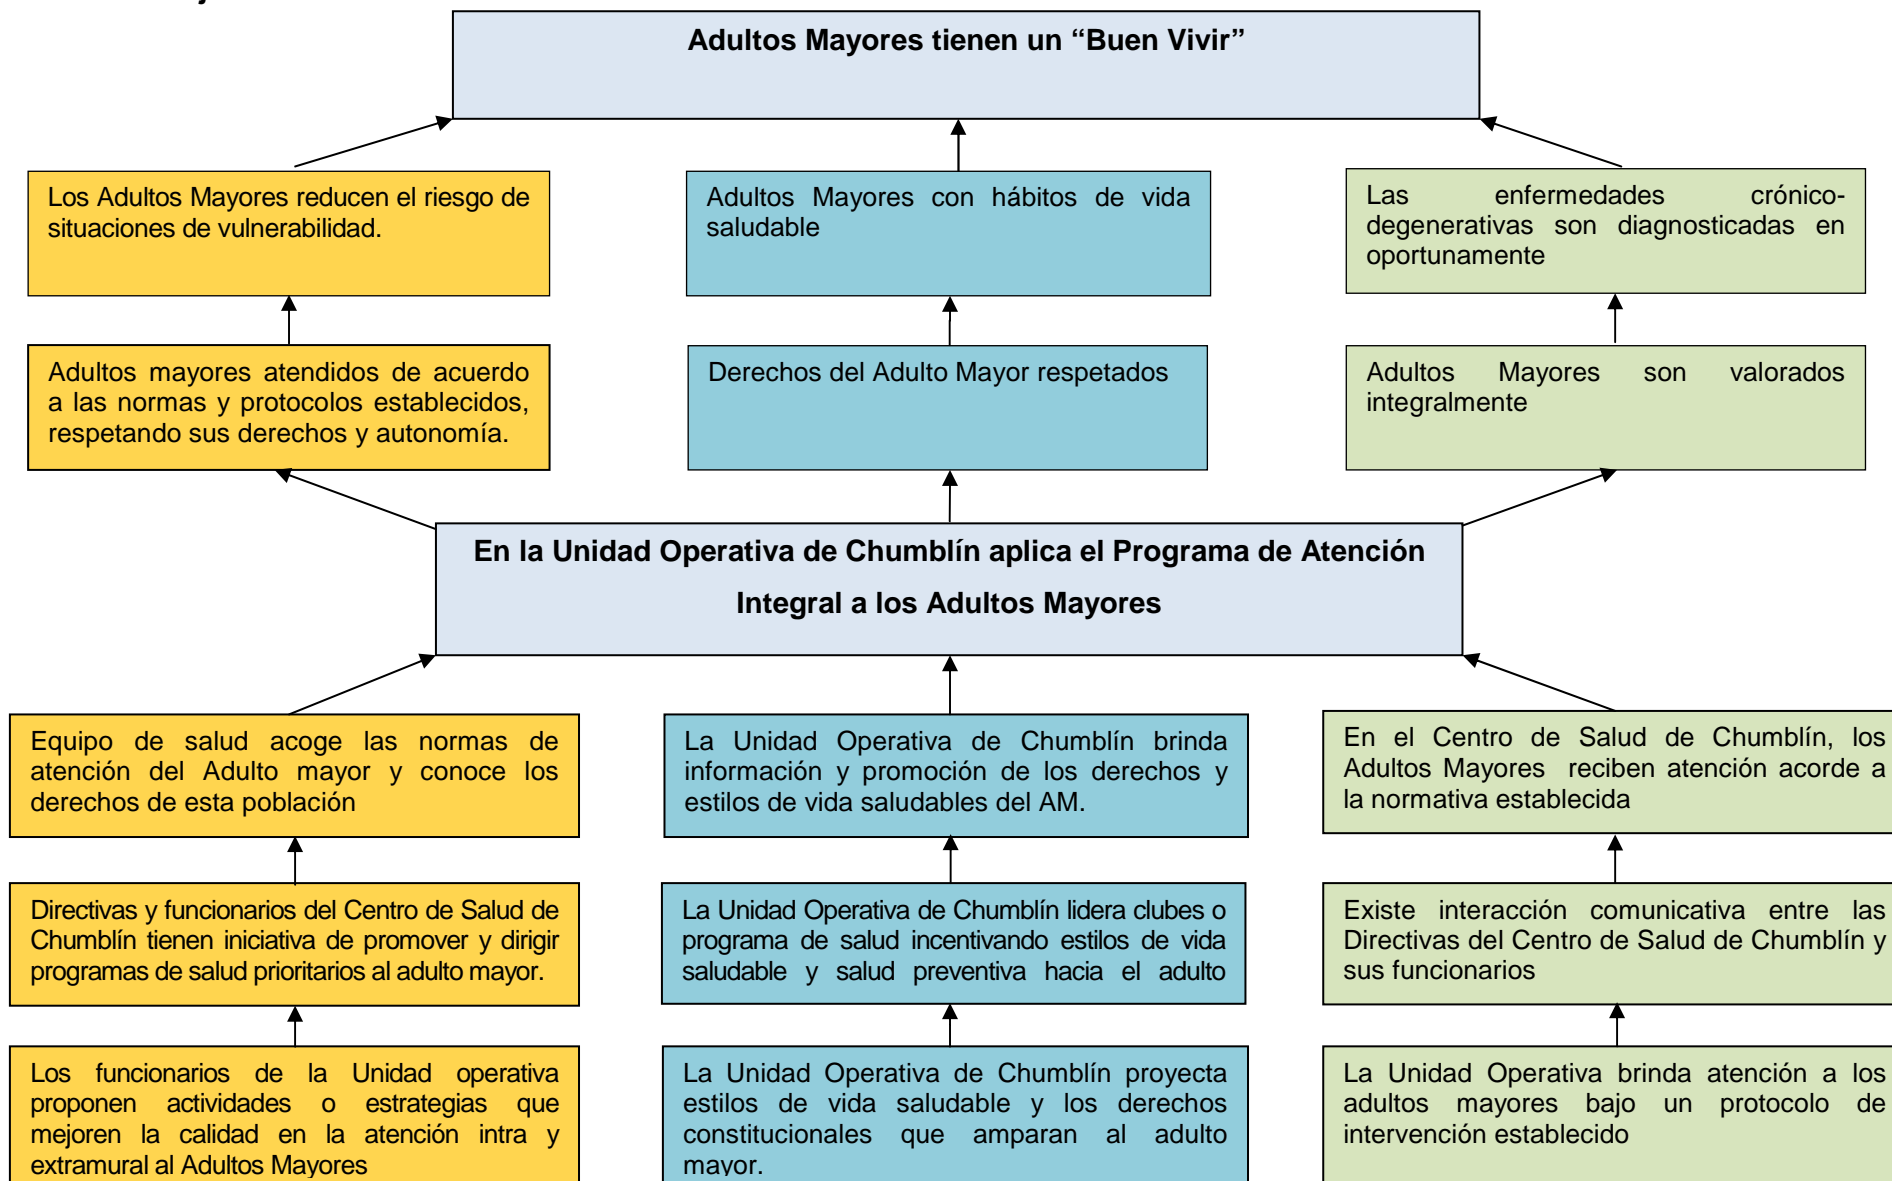 Adultos Mayores tienen un “Buen Vivir”
Los Adultos Mayores reducen el riesgo de
situaciones de vulnerabilidad.
Adultos Mayores con hábitos de vida
saludable
Las enfermedades crónico-
degenerativas son diagnosticadas en
oportunamente
Adultos mayores atendidos de acuerdo
a las normas y protocolos establecidos,
respetando sus derechos y autonomía.
Derechos del Adulto Mayor respetados
Adultos Mayores son valorados
integralmente
En la Unidad Operativa de Chumblín aplica el Programa de Atención
Integral a los Adultos Mayores
Equipo de salud acoge las normas de
atención del Adulto mayor y conoce los
derechos de esta población
La Unidad Operativa de Chumblín brinda
información y promoción de los derechos y
estilos de vida saludables del AM.
En el Centro de Salud de Chumblín, los
Adultos Mayores reciben atención acorde a
la normativa establecida
Directivas y funcionarios del Centro de Salud de
Chumblín tienen iniciativa de promover y dirigir
programas de salud prioritarios al adulto mayor.
La Unidad Operativa de Chumblín lidera clubes o
programa de salud incentivando estilos de vida
saludable y salud preventiva hacia el adulto
Existe interacción comunicativa entre las
Directivas del Centro de Salud de Chumblín y
sus funcionarios
Los funcionarios de la Unidad operativa
proponen actividades o estrategias que
mejoren la calidad en la atención intra y
extramural al Adultos Mayores
La Unidad Operativa de Chumblín proyecta
estilos de vida saludable y los derechos
constitucionales que amparan al adulto
mayor.
La Unidad Operativa brinda atención a los
adultos mayores bajo un protocolo de
intervención establecido